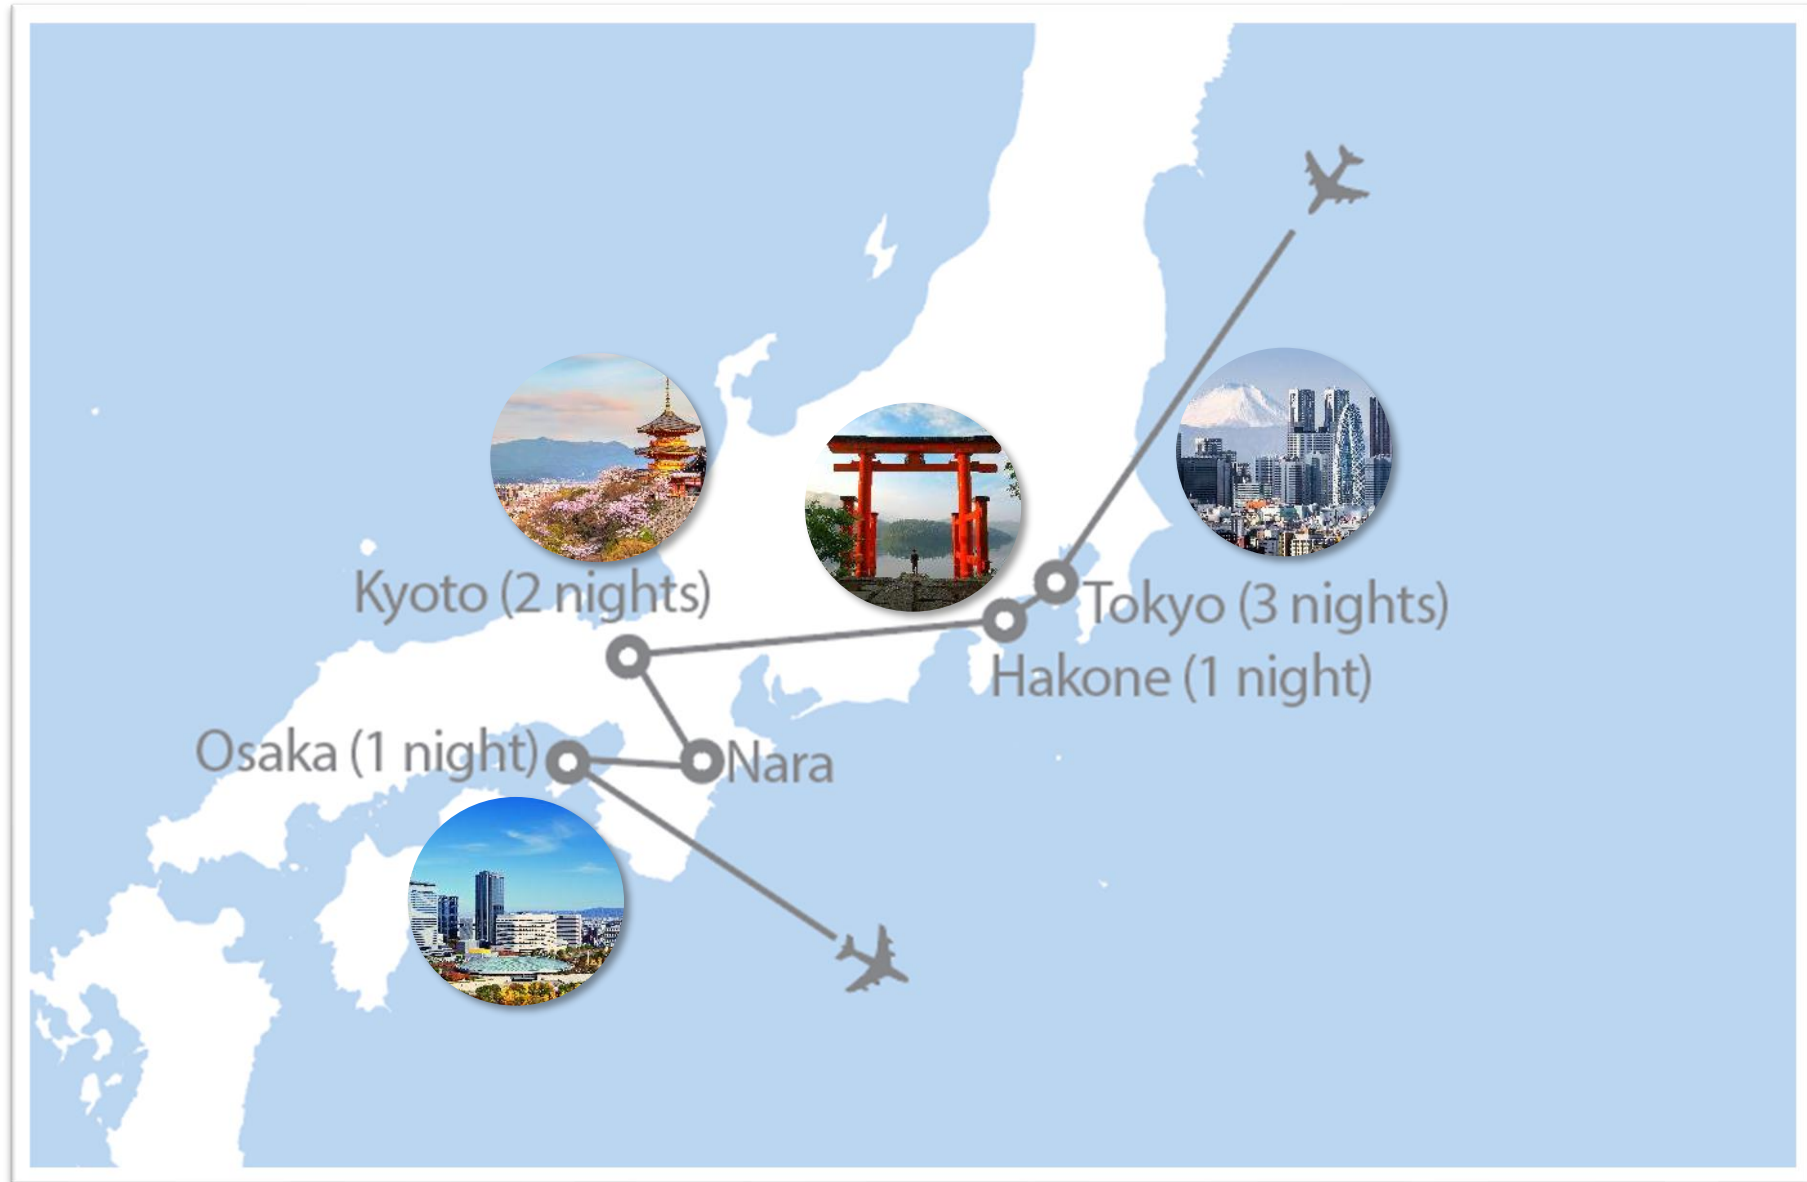 Kyoto (2 nights)
Tokyo (3 nights)
Hakone (1 night)
Osaka (1 night)
Nara